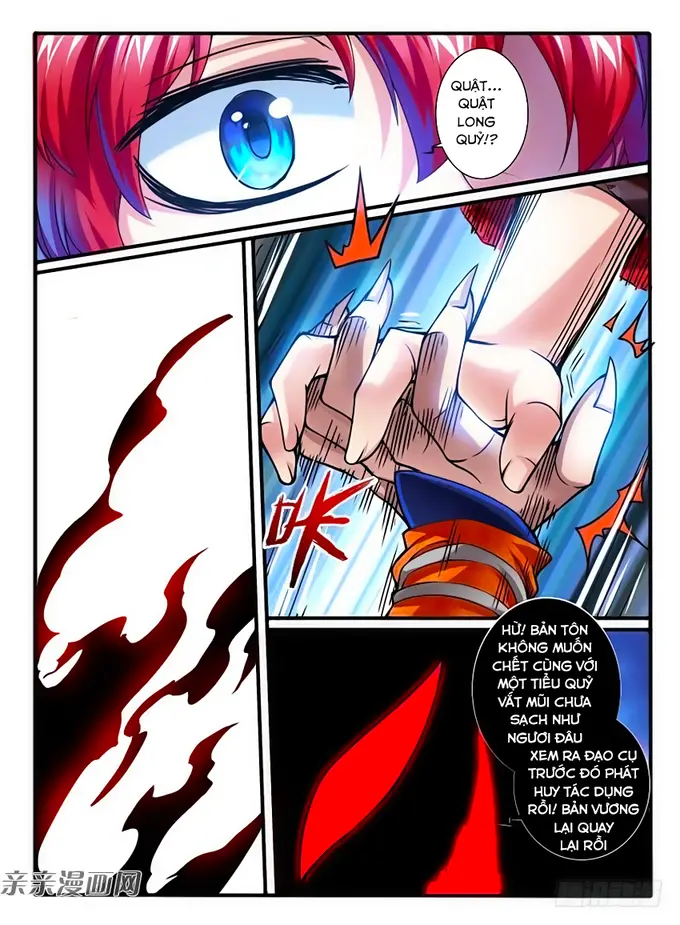 QUẬT...
QUẬT
LONG
QUỶ!?
咔
HỪ! BẢN TÔN
KHÔNG MUỐN
CHẾT CÙNG VỚI
MỘT TIỂU QUỶ
VẮT MŨI CHƯA
SẠCH NHƯ
NGƯƠI ĐÂU
XEM RA ĐẠO CỤ
TRƯỚC ĐÓ PHÁT
HUY TÁC DỤNG
RỒI! BẢN VƯƠNG
LẠI QUAY
LẠI RỒI
亲亲漫画网